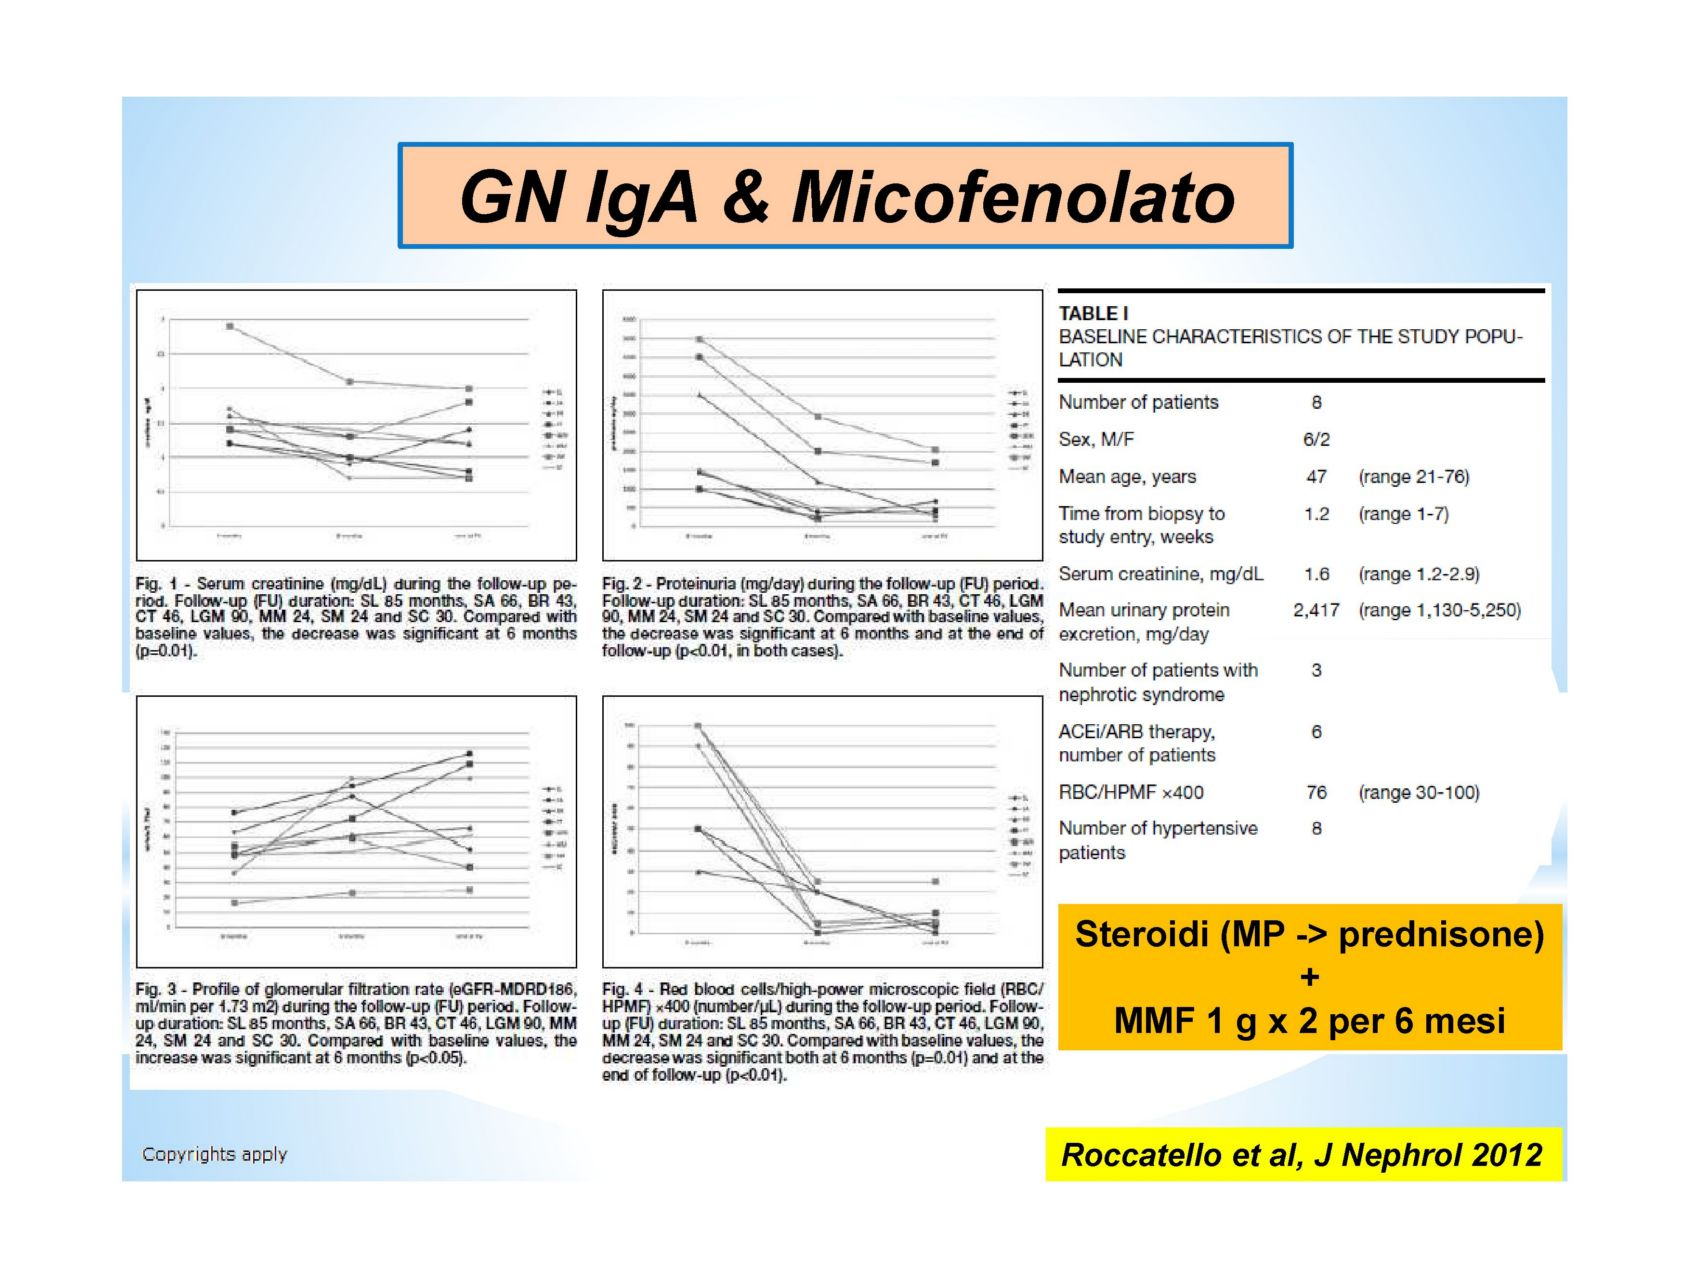 GN IgA & Micofenolato
Fig. 1 - Serum creatinine (mg/dL) during the follow-up pe-
riod. Follow-up (FU) duration: SL 85 months, SA 66, BR 43,
CT 46, LGM 90, MM 24, SM 24 and SC 30. Compared with
baseline values, the decrease was significant at 6 months
(p=0.01).
Fig. 2 - Proteinuria (mg/day) during the follow-up (FU) period.
Follow-up duration: SL 85 months, SA 66, BR 43, CT 46, LGM
90, MM 24, SM 24 and SC 30. Compared with baseline values,
the decrease was significant at 6 months and at the end of
follow-up (p<0.01, in both cases).
Fig. 3 - Profile of glomerular filtration rate (eGFR-MDRD186,
ml/min per 1.73 m2) during the follow-up (FU) period. Follow-
up duration: SL 85 months, SA 66, BR 43, CT 46, LGM 90, MM
24, SM 24 and SC 30. Compared with baseline values, the
increase was significant at 6 months (p<0.05).
Fig. 4 - Red blood cells/high-power microscopic field (RBC/
HPMF) ×400 (number/µL) during the follow-up period. Follow-
up (FU) duration: SL 85 months, SA 66, BR 43, CT 46, LGM 90,
MM 24, SM 24 and SC 30. Compared with baseline values, the
decrease was significant both at 6 months (p=0.01) and at the
end of follow-up (p<0.01).
TABLE I
BASELINE CHARACTERISTICS OF THE STUDY POPU-
LATION
Number of patients 8
Sex, M/F 6/2
Mean age, years 47 (range 21-76)
Time from biopsy to 1.2 (range 1-7)
study entry, weeks
Serum creatinine, mg/dL 1.6 (range 1.2-2.9)
Mean urinary protein 2,417 (range 1,130-5,250)
excretion, mg/day
Number of patients with 3
nephrotic syndrome
ACEi/ARB therapy, 6
number of patients
RBC/HPMF ×400 76 (range 30-100)
Number of hypertensive 8
patients
Steroidi (MP -> prednisone)
+
MMF 1 g x 2 per 6 mesi
Copyrights apply
Roccatello et al, J Nephrol 2012